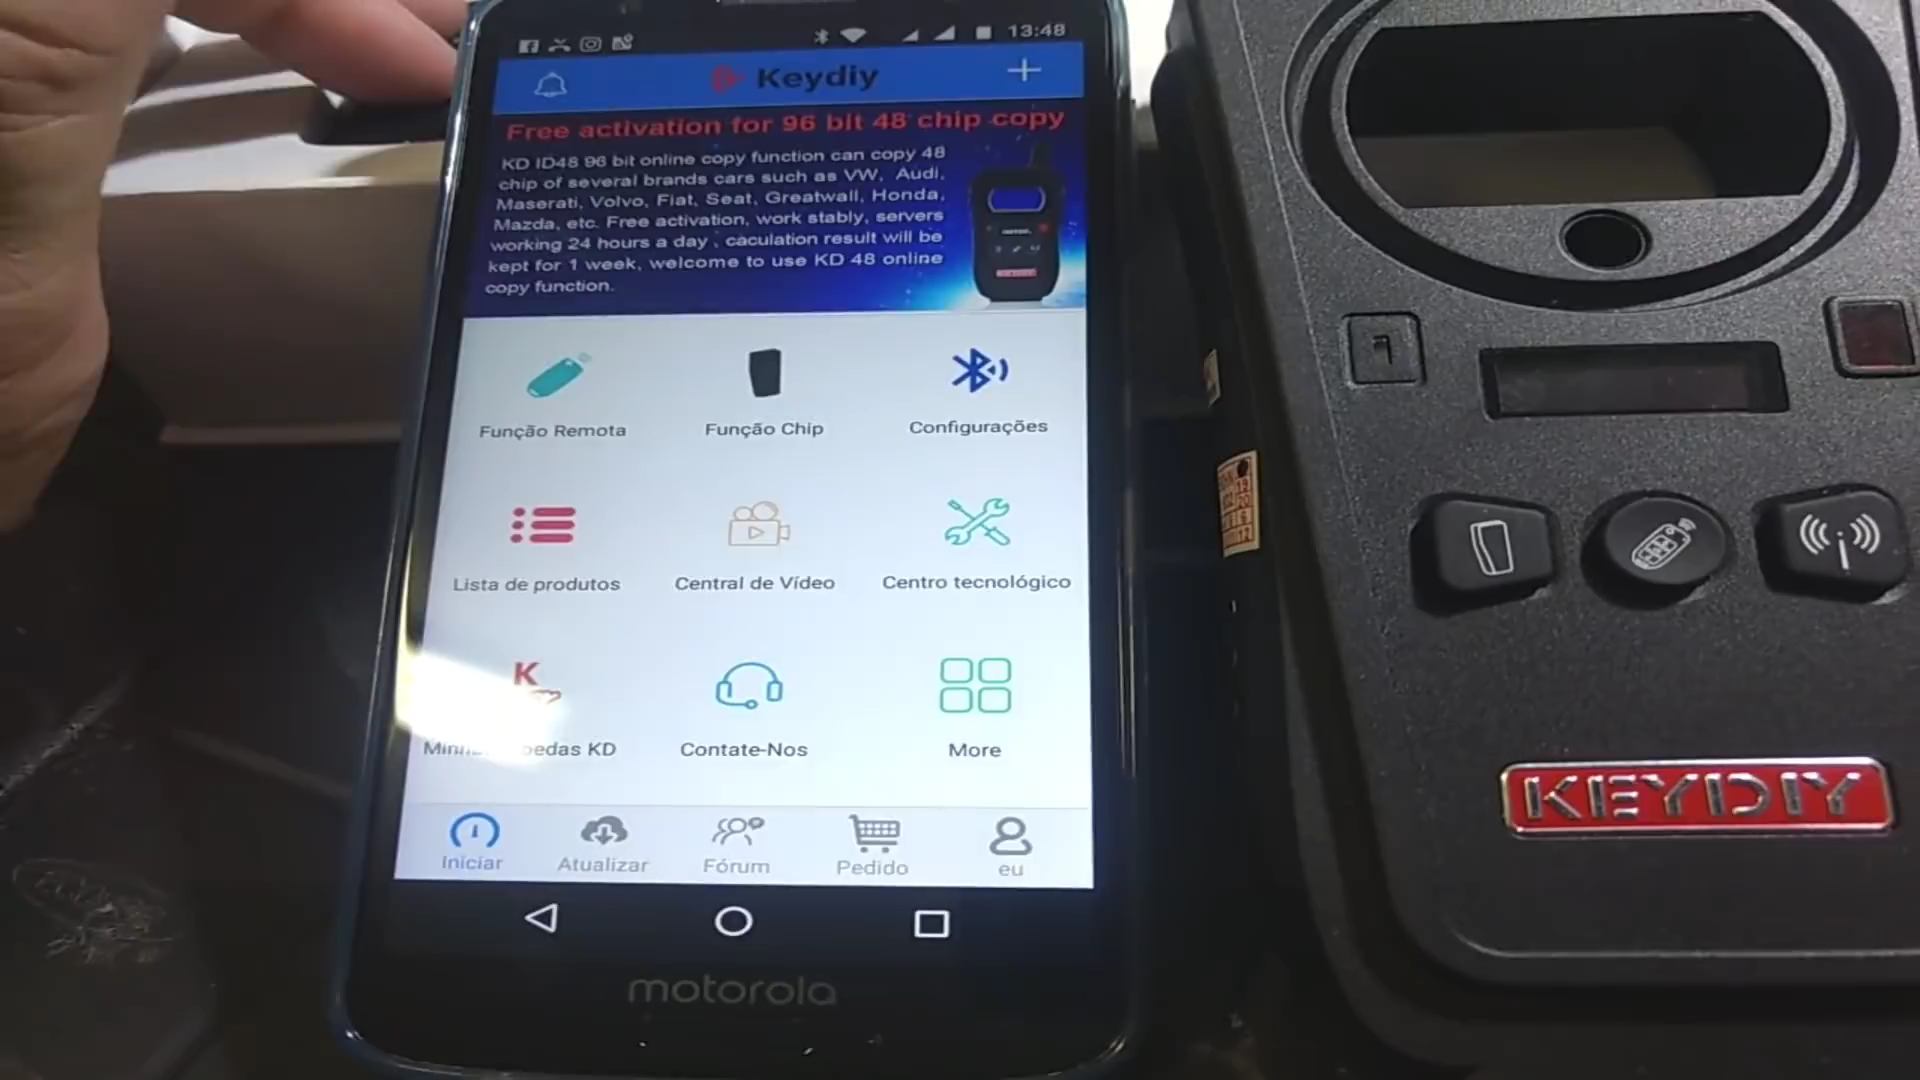 13:48
Keydiy
Free activation for 96 bit 48 chip copy
KD ID48 96 bit online copy function can copy 48
chip of several brands cars such as VW, Audi,
Maserati, Volvo, Fiat, Seat, Greatwall, Honda,
Mazda, etc. Free activation, work stably, servers
working 24 hours a day , caculation result will be
kept for 1 week, welcome to use KD 48 online
copy function.
Função Remota
Função Chip
Configurações
Lista de produtos
Central de Vídeo
Centro tecnológico
K
KD
Contate-Nos
More
Iniciar
Atualizar
Fórum
Pedido
eu
motorola
KEYDIY